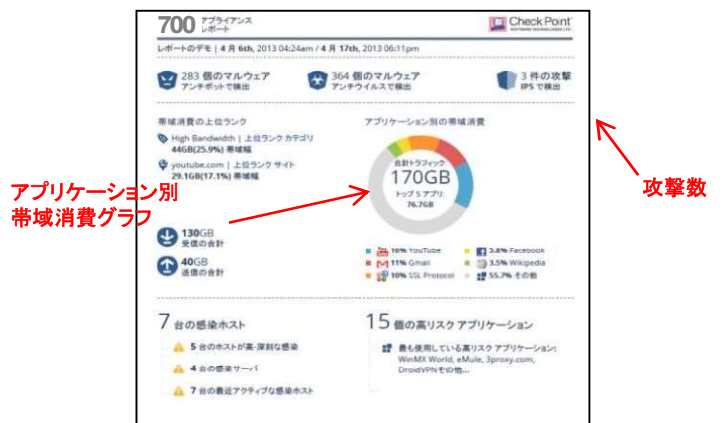 700 アプライアンス
レポート
Check Point
SOFTWARE TECHNOLOGIES LTD.
レポートのデモ | 4 月 6th, 2013 04:24am / 4 月 17th, 2013 06:11pm
283 個のマルウェア
アンチボットで検出
364 個のマルウェア
アンチウイルスで検出
3 件の攻撃
IPS で検出
帯域消費の上位ランク
High Bandwidth | 上位ランク カテゴリ
44GB(25.9%) 帯域幅
youtube.com | 上位ランク サイト
29.1GB(17.1%) 帯域幅
アプリケーション別の帯域消費
合計トラフィック:
170GB
トップ 5 アプリ:
76.7GB
アプリケーション別
帯域消費グラフ
攻撃数
130GB
受信の合計
40GB
送信の合計
16% YouTube
3.8% Facebook
11% Gmail
3.5% Wikipedia
10% SSL Protocol
55.7% その他
7 台の感染ホスト
5 台のホストが高-深刻な感染
4 台の感染サーバ
7 台の最近アクティブな感染ホスト
15 個の高リスク アプリケーション
最も使用している高リスク アプリケーション:
WinMX World, eMule, 3proxy.com,
DroidVPNその他...